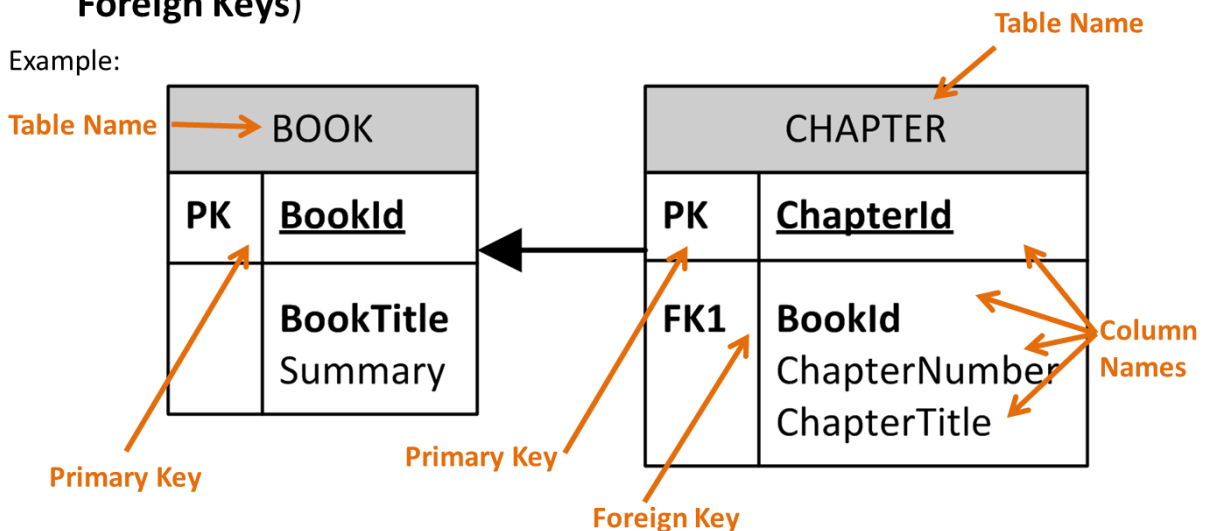 Foreign Keys)
Table Name
Example:
Table Name
BOOK
CHAPTER
PK
BookId
PK
ChapterId
BookTitle
Summary
FK1
BookId
ChapterNumber
ChapterTitle
Column
Names
Primary Key
Primary Key
Foreign Key